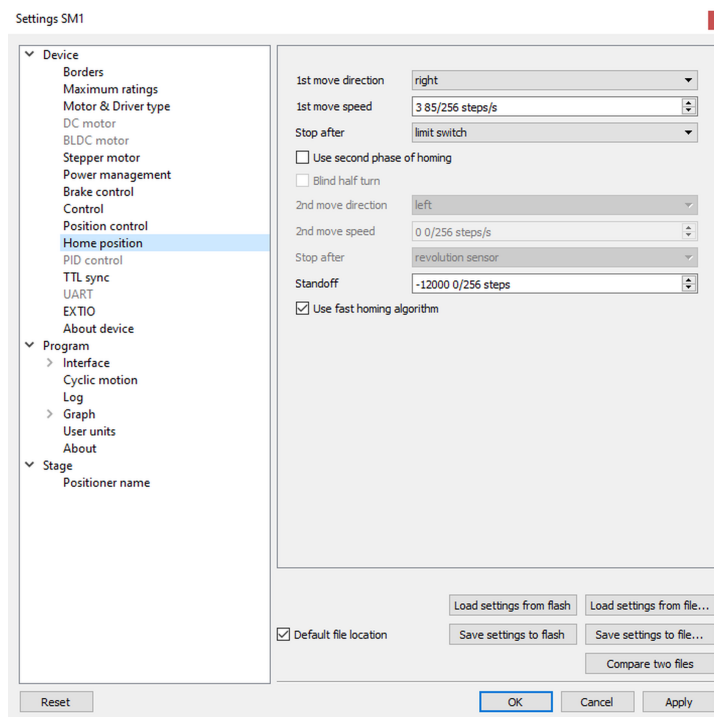 Settings SM1
Device
Borders
Maximum ratings
Motor & Driver type
DC motor
BLDC motor
Stepper motor
Power management
Brake control
Control
Position control
Home position
PID control
TTL sync
UART
EXTIO
About device
Program
Interface
Cyclic motion
Log
Graph
User units
About
Stage
Positioner name
1st move direction right
1st move speed 3 85/256 steps/s
Stop after limit switch
Use second phase of homing
Blind half turn
2nd move direction left
2nd move speed 0 0/256 steps/s
Stop after revolution sensor
Standoff -12000 0/256 steps
Use fast homing algorithm
Load settings from flash Load settings from file...
Default file location Save settings to flash Save settings to file...
Compare two files
Reset OK Cancel Apply